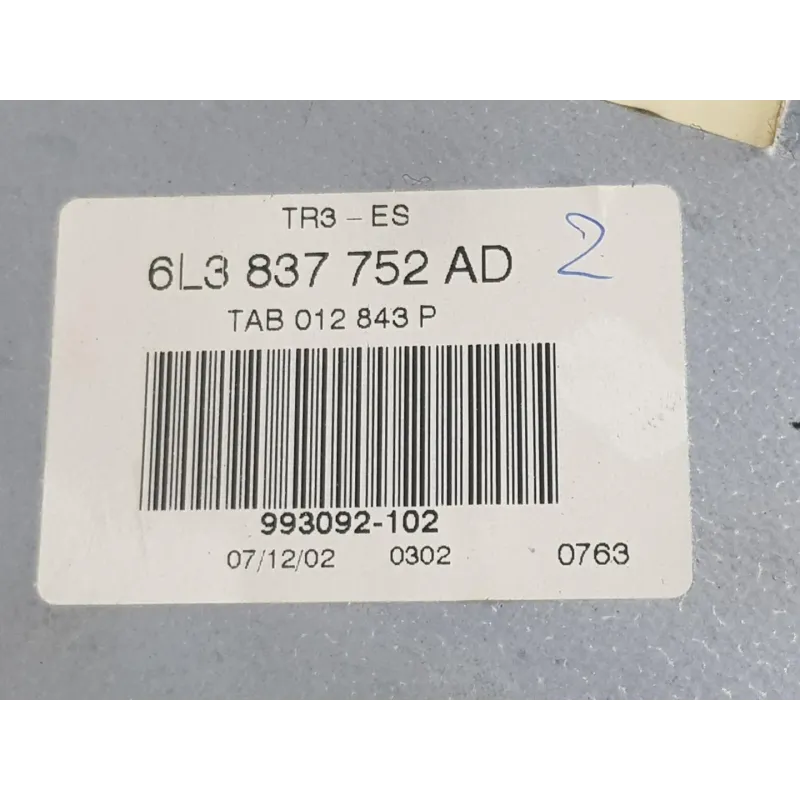 TR3 - ES
6L3 837 752 AD 2
TAB 012 843 P
993092-102
07/12/02 0302 0763